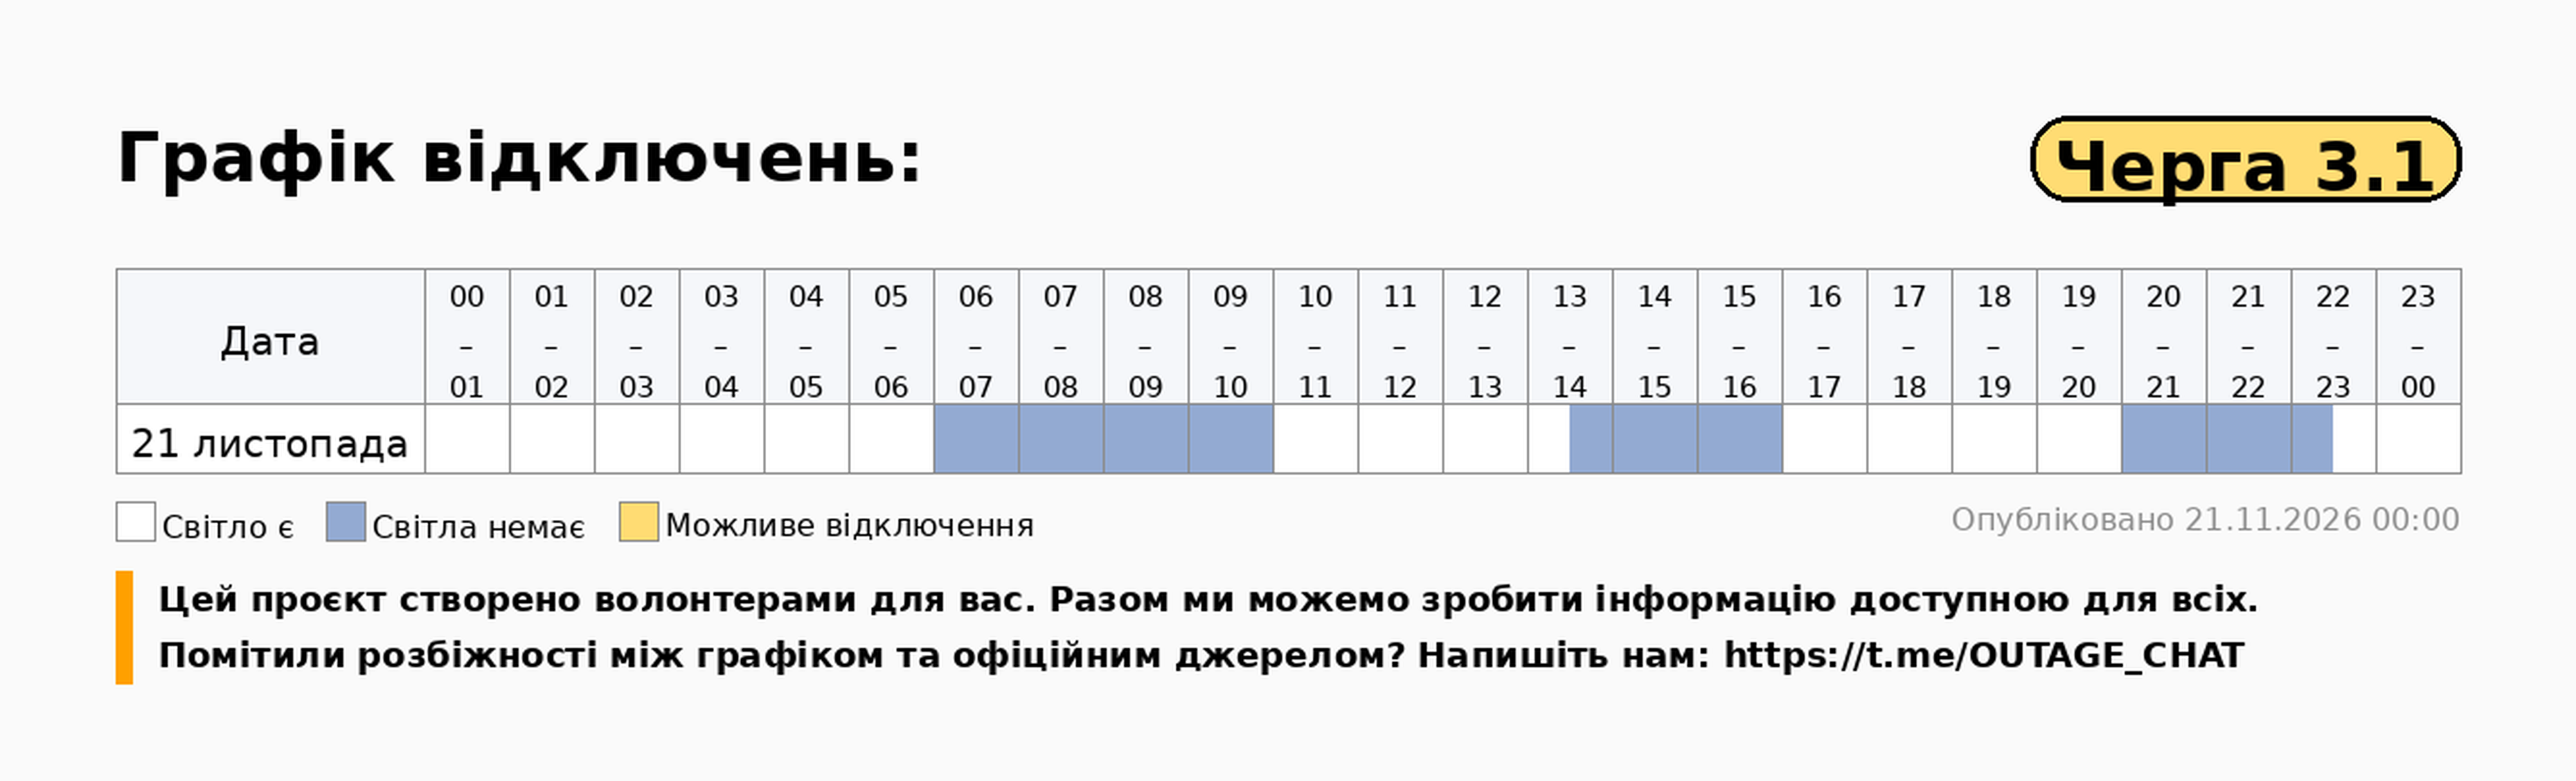 Графік відключень:
Черга 3.1
Дата 00 – 01 01 – 02 02 – 03 03 – 04 04 – 05 05 – 06 06 – 07 07 – 08 08 – 09 09 – 10 10 – 11 11 – 12 12 – 13 13 – 14 14 – 15 15 – 16 16 – 17 17 – 18 18 – 19 19 – 20 20 – 21 21 – 22 22 – 23 23 – 00
21 листопада
Світло є Світла немає Можливе відключення
Опубліковано 21.11.2026 00:00
Цей проєкт створено волонтерами для вас. Разом ми можемо зробити інформацію доступною для всіх.
Помітили розбіжності між графіком та офіційним джерелом? Напишіть нам: https://t.me/OUTAGE_CHAT